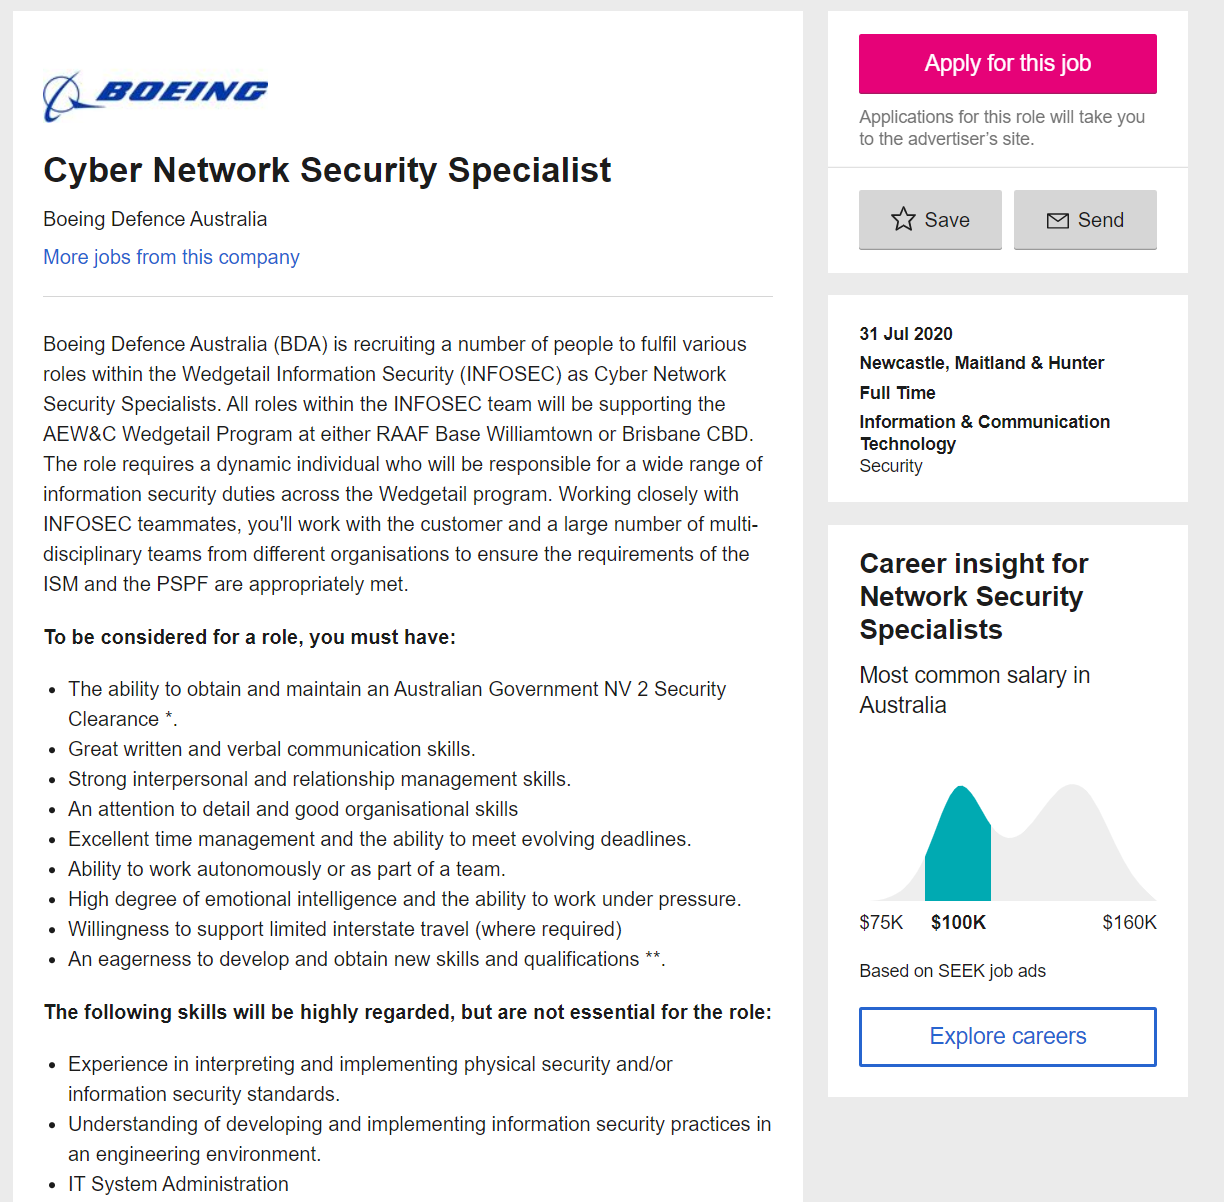 BOEING
Cyber Network Security Specialist
Boeing Defence Australia
More jobs from this company
Boeing Defence Australia (BDA) is recruiting a number of people to fulfil various
roles within the Wedgetail Information Security (INFOSEC) as Cyber Network
Security Specialists. All roles within the INFOSEC team will be supporting the
AEW&C Wedgetail Program at either RAAF Base Williamtown or Brisbane CBD.
The role requires a dynamic individual who will be responsible for a wide range of
information security duties across the Wedgetail program. Working closely with
INFOSEC teammates, you'll work with the customer and a large number of multi-
disciplinary teams from different organisations to ensure the requirements of the
ISM and the PSPF are appropriately met.
To be considered for a role, you must have:
• The ability to obtain and maintain an Australian Government NV 2 Security
Clearance *.
• Great written and verbal communication skills.
• Strong interpersonal and relationship management skills.
• An attention to detail and good organisational skills
• Excellent time management and the ability to meet evolving deadlines.
• Ability to work autonomously or as part of a team.
• High degree of emotional intelligence and the ability to work under pressure.
• Willingness to support limited interstate travel (where required)
• An eagerness to develop and obtain new skills and qualifications **.
The following skills will be highly regarded, but are not essential for the role:
• Experience in interpreting and implementing physical security and/or
information security standards.
• Understanding of developing and implementing information security practices in
an engineering environment.
• IT System Administration
Apply for this job
Applications for this role will take you
to the advertiser’s site.
Save
Send
31 Jul 2020
Newcastle, Maitland & Hunter
Full Time
Information & Communication
Technology
Security
Career insight for
Network Security
Specialists
Most common salary in
Australia
$75K $100K $160K
Based on SEEK job ads
Explore careers